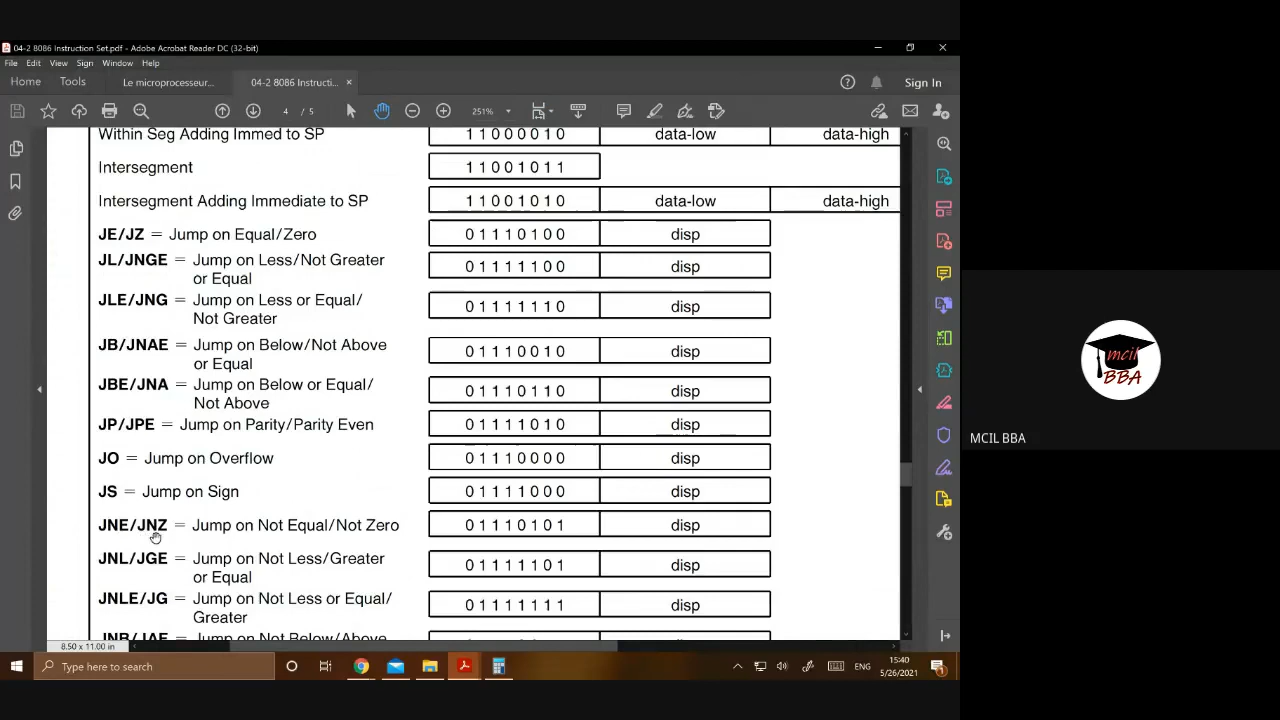 04-2 8086 Instruction Set.pdf - Adobe Acrobat Reader DC (32-bit)
File Edit View Sign Window Help
Home Tools Le microprocesseur... 04-2 8086 Instructi... × Sign In
4 / 5 251%
Within Seg Adding Immed to SP 1 1 0 0 0 0 1 0 data-low data-high
Intersegment 1 1 0 0 1 0 1 1
Intersegment Adding Immediate to SP 1 1 0 0 1 0 1 0 data-low data-high
JE/JZ = Jump on Equal/Zero 0 1 1 1 0 1 0 0 disp
JL/JNGE = Jump on Less/Not Greater 0 1 1 1 1 1 0 0 disp
or Equal
JLE/JNG = Jump on Less or Equal/ 0 1 1 1 1 1 1 0 disp
Not Greater
JB/JNAE = Jump on Below/Not Above 0 1 1 1 0 0 1 0 disp
or Equal
JBE/JNA = Jump on Below or Equal/ 0 1 1 1 0 1 1 0 disp
Not Above
JP/JPE = Jump on Parity/Parity Even 0 1 1 1 1 0 1 0 disp
JO = Jump on Overflow 0 1 1 1 0 0 0 0 disp
JS = Jump on Sign 0 1 1 1 1 0 0 0 disp
JNE/JNZ = Jump on Not Equal/Not Zero 0 1 1 1 0 1 0 1 disp
JNL/JGE = Jump on Not Less/Greater 0 1 1 1 1 1 0 1 disp
or Equal
JNLE/JG = Jump on Not Less or Equal/ 0 1 1 1 1 1 1 1 disp
Greater
JNB/JAE = Jump on Not Below/Above
8.50 x 11.00 in
Type here to search
ENG
15:40
5/26/2021
mcil
BBA
MCIL BBA